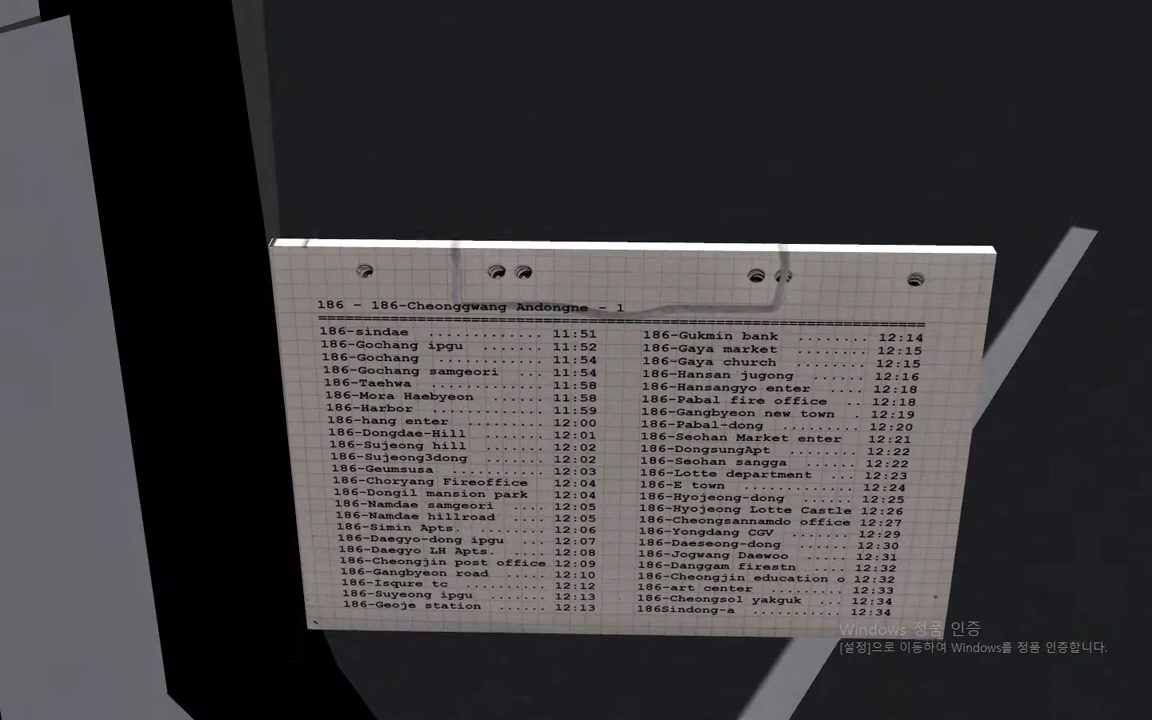 186 - 186-Cheonggwang Andongne - 1
186-sindae ............. 11:51
186-Gochang ipgu ....... 11:52
186-Gochang ............ 11:54
186-Gochang samgeori ... 11:54
186-Taehwa ............. 11:58
186-Mora Haebyeon ...... 11:58
186-Harbor ............. 11:59
186-hang enter ......... 12:00
186-Dongdae-Hill ....... 12:01
186-Sujeong hill ....... 12:02
186-Sujeong3dong ....... 12:02
186-Geumsusa ........... 12:03
186-Choryang Fireoffice 12:04
186-Dongil mansion park 12:04
186-Namdae samgeori .... 12:05
186-Namdae hillroad .... 12:05
186-Simin Apts. ........ 12:06
186-Daegyo-dong ipgu ... 12:07
186-Daegyo LH Apts. .... 12:08
186-Cheongjin post office 12:09
186-Gangbyeon road ..... 12:10
186-Isqure tc .......... 12:12
186-Suyeong ipgu ....... 12:13
186-Geoje station ...... 12:13
186-Gukmin bank ........ 12:14
186-Gaya market ........ 12:15
186-Gaya church ........ 12:15
186-Hansan jugong ...... 12:16
186-Hansangyo enter .... 12:18
186-Pabal fire office .. 12:18
186-Gangbyeon new town . 12:19
186-Pabal-dong ......... 12:20
186-Seohan Market enter 12:21
186-DongsungApt ........ 12:22
186-Seohan sangga ...... 12:22
186-Lotte department ... 12:23
186-E town ............. 12:24
186-Hyojeong-dong ...... 12:25
186-Hyojeong Lotte Castle 12:26
186-Cheongsannamdo office 12:27
186-Yongdang CGV ....... 12:29
186-Daeseong-dong ...... 12:30
186-Jogwang Daewoo ..... 12:31
186-Danggam firestn .... 12:32
186-Cheongjin education o 12:32
186-art center ......... 12:33
186-Cheongsol yakguk ... 12:34
186Sindong-a ........... 12:34
Windows 정품 인증
[설정]으로 이동하여 Windows를 정품 인증합니다.